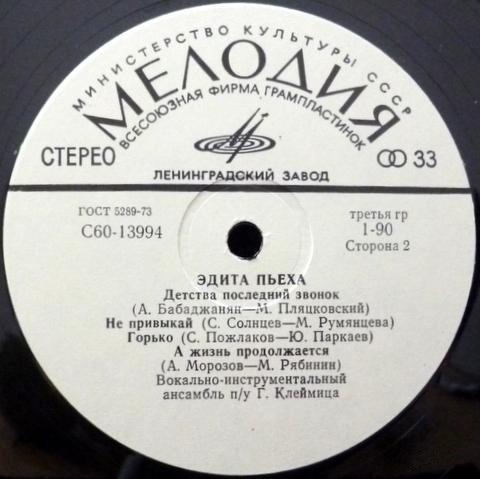 МИНИСТЕРСТВО КУЛЬТУРЫ СССР
МЕЛОДИЯ
ВСЕСОЮЗНАЯ ФИРМА ГРАМПЛАСТИНОК
СТЕРЕО
33
ЛЕНИНГРАДСКИЙ ЗАВОД
ГОСТ 5289-73
третья гр
С60-13994
1-90
Сторона 2
ЭДИТА ПЬЕХА
Детства последний звонок
(А. Бабаджанян—М. Пляцковский)
Не привыкай (С. Солнцев—М. Румянцева)
Горько (С. Пожлаков—Ю. Паркаев)
А жизнь продолжается
(А. Морозов—М. Рябинин)
Вокально-инструментальный
ансамбль п/у Г. Клеймица